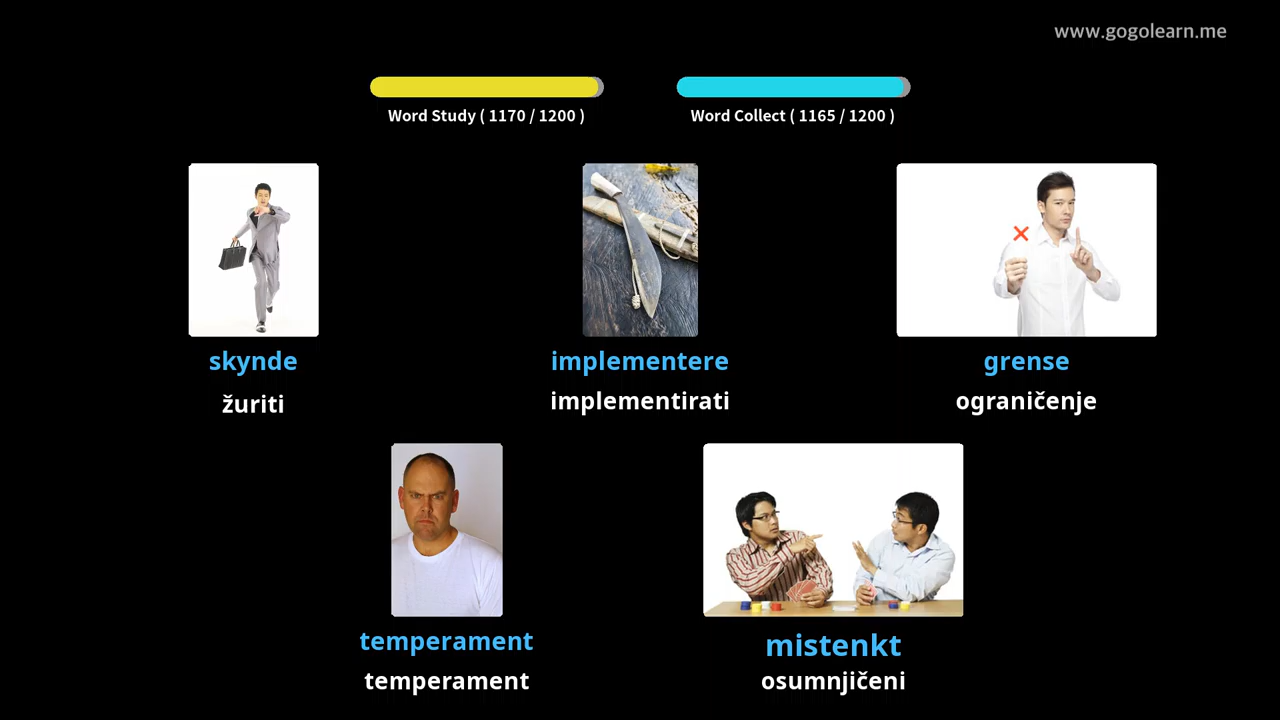 www.gogolearn.me
Word Study ( 1170 / 1200 )
Word Collect ( 1165 / 1200 )
skynde
implementere
grense
žuriti
implementirati
ograničenje
temperament
mistenkt
temperament
osumnjičeni